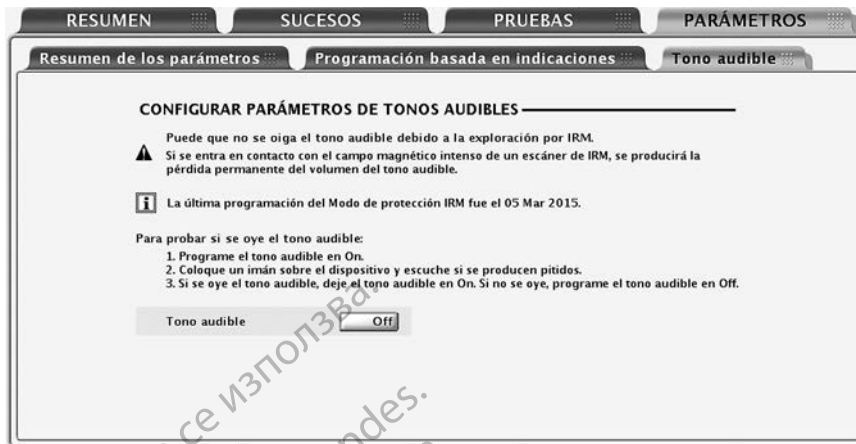 RESUMEN SUCESOS PRUEBAS PARÁMETROS
Resumen de los parámetros Programación basada en indicaciones Tono audible
CONFIGURAR PARÁMETROS DE TONOS AUDIBLES
Puede que no se oiga el tono audible debido a la exploración por IRM.
Si se entra en contacto con el campo magnético intenso de un escáner de IRM, se producirá la
pérdida permanente del volumen del tono audible.
La última programación del Modo de protección IRM fue el 05 Mar 2015.
Para probar si se oye el tono audible:
1. Programe el tono audible en On.
2. Coloque un imán sobre el dispositivo y escuche si se producen pitidos.
3. Si se oye el tono audible, deje el tono audible en On. Si no se oye, programe el tono audible en Off.
Tono audible Off
се използва.
ndes.